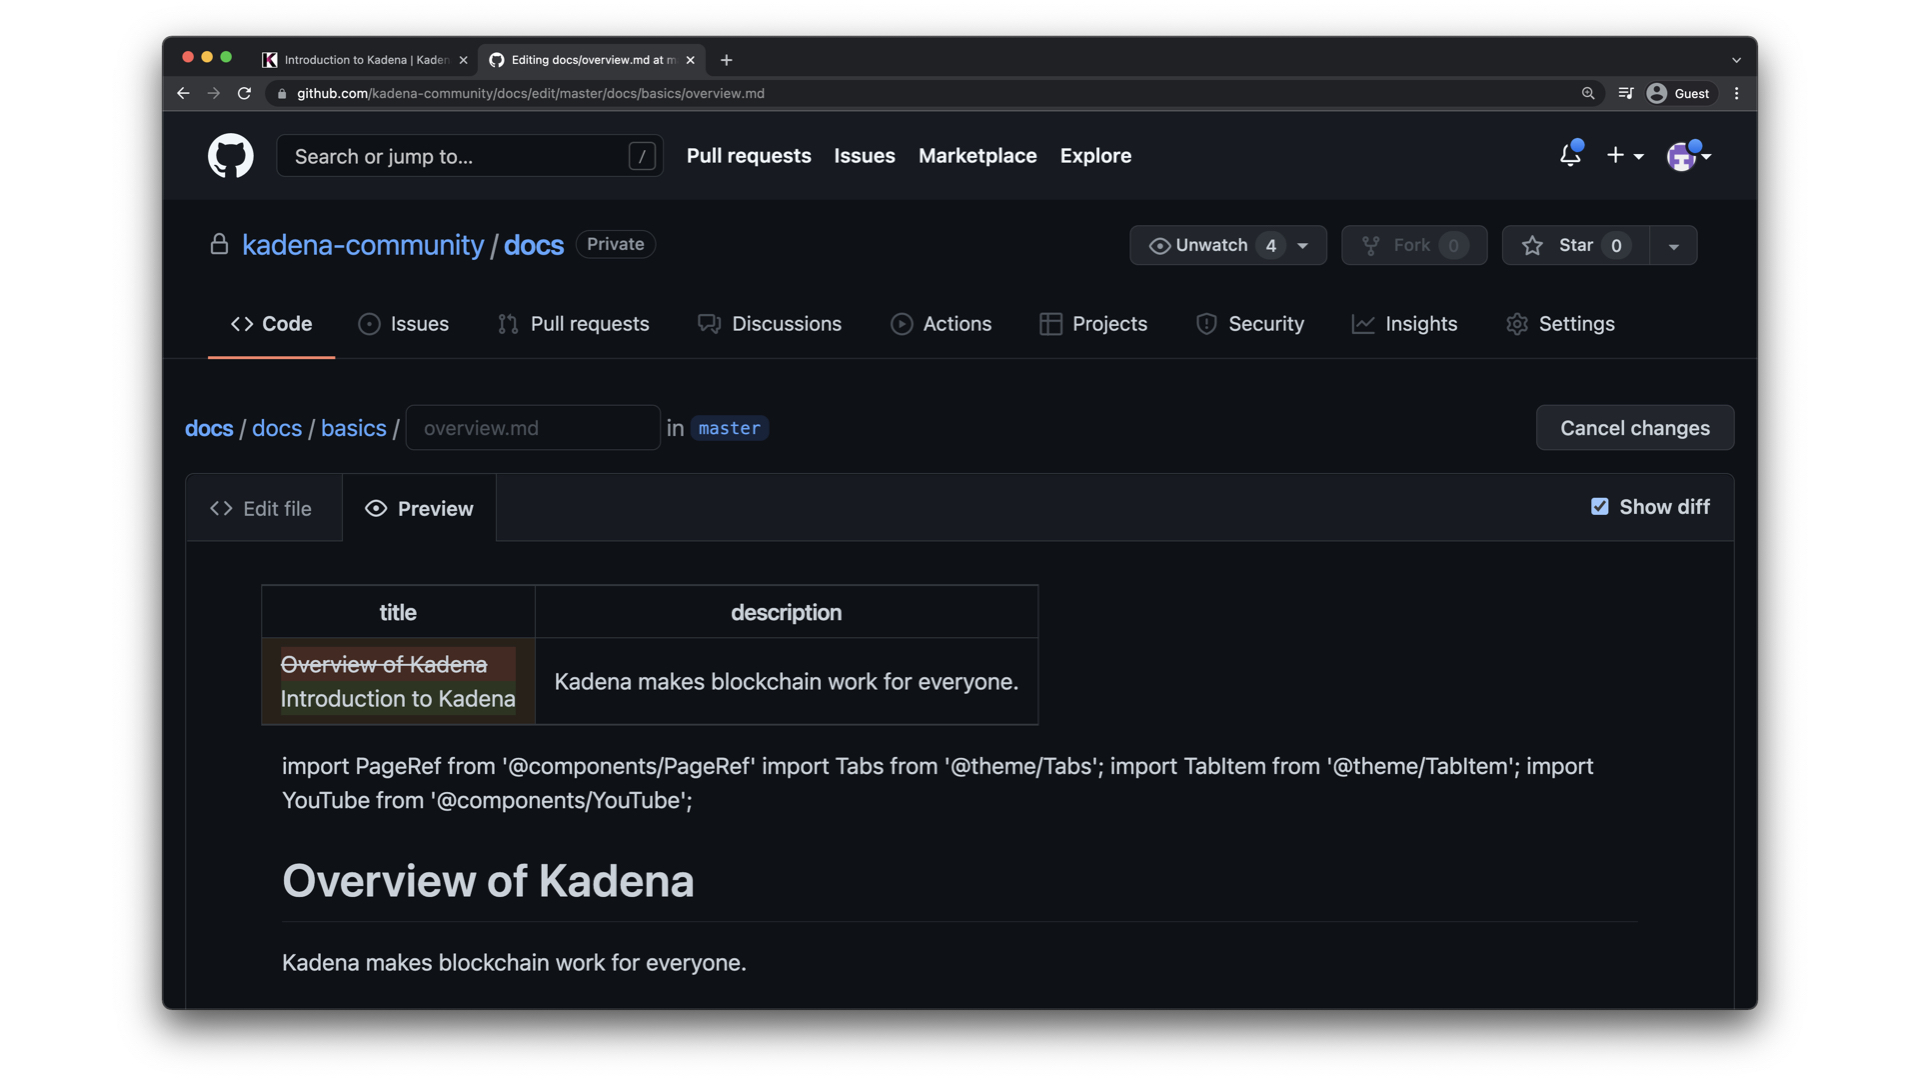 Introduction to Kadena | Kaden
Editing docs/overview.md at m
github.com/kadena-community/docs/edit/master/docs/basics/overview.md
Guest
Search or jump to...
/
Pull requests
Issues
Marketplace
Explore
kadena-community / docs
Private
Unwatch 4
Fork 0
Star 0
Code
Issues
Pull requests
Discussions
Actions
Projects
Security
Insights
Settings
docs / docs / basics / overview.md in master
Cancel changes
Edit file
Preview
Show diff
title
description
Overview of Kadena
Introduction to Kadena
Kadena makes blockchain work for everyone.
import PageRef from '@components/PageRef' import Tabs from '@theme/Tabs'; import TabItem from '@theme/TabItem'; import
YouTube from '@components/YouTube';
Overview of Kadena
Kadena makes blockchain work for everyone.